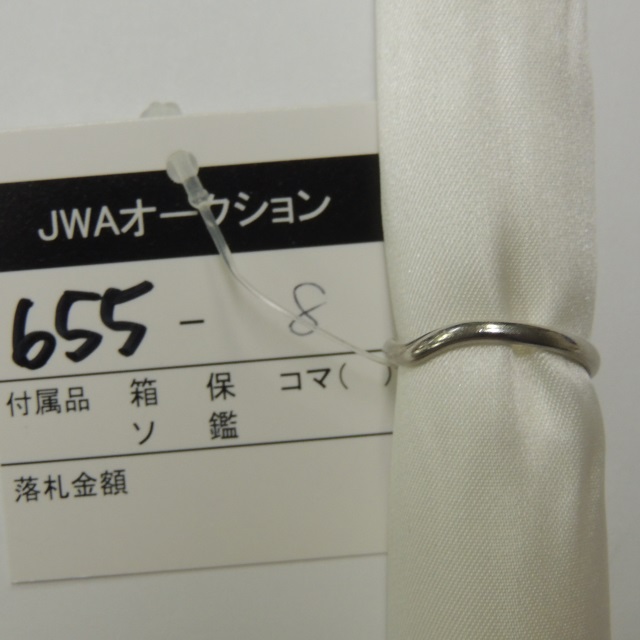 JWAオークション
655-8
付属品 箱 保 コマ( )
ソ 鑑
落札金額